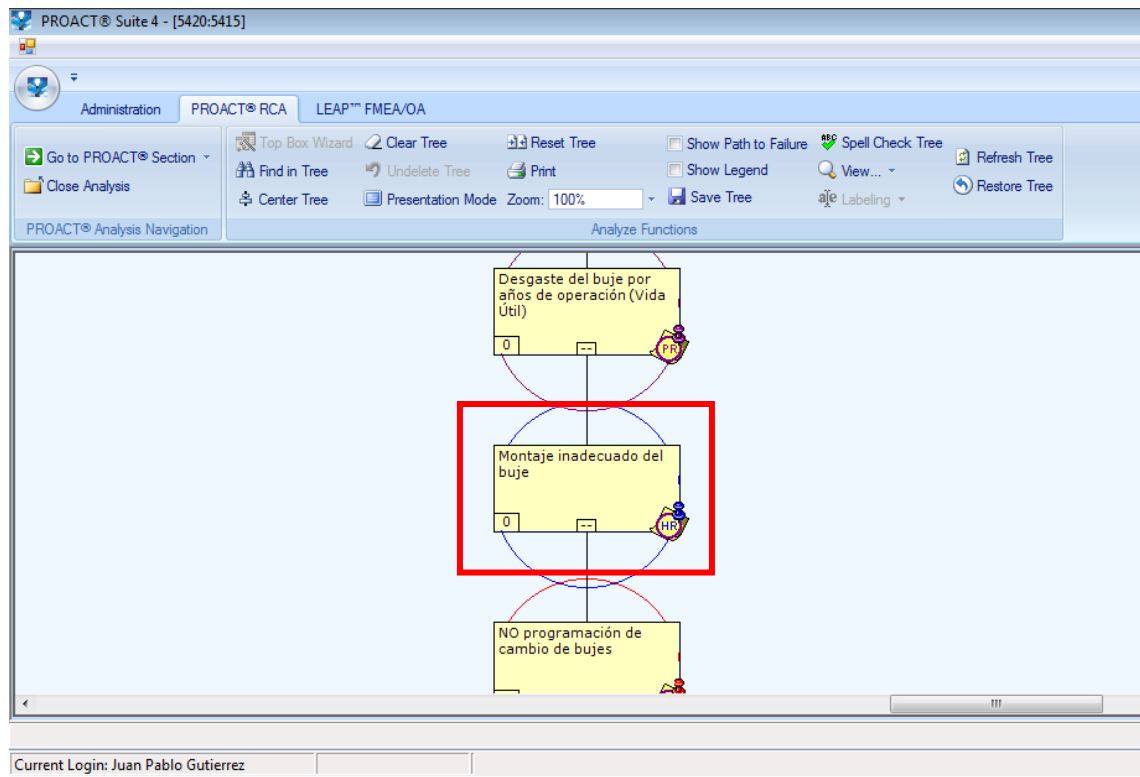 PROACT® Suite 4 - [5420:5415]
Administration PROACT® RCA LEAP™ FMEA/OA
Go to PROACT® Section
Close Analysis
PROACT® Analysis Navigation
Top Box Wizard Clear Tree Reset Tree Show Path to Failure Spell Check Tree
Find in Tree Undelete Tree Print Show Legend View...
Center Tree Presentation Mode Zoom: 100% Save Tree Labeling
Refresh Tree
Restore Tree
Analyze Functions
Desgaste del buje por
años de operación (Vida
Útil)
0 -- PR
Montaje inadecuado del
buje
0 -- HR
NO programación de
cambio de bujes
Current Login: Juan Pablo Gutierrez